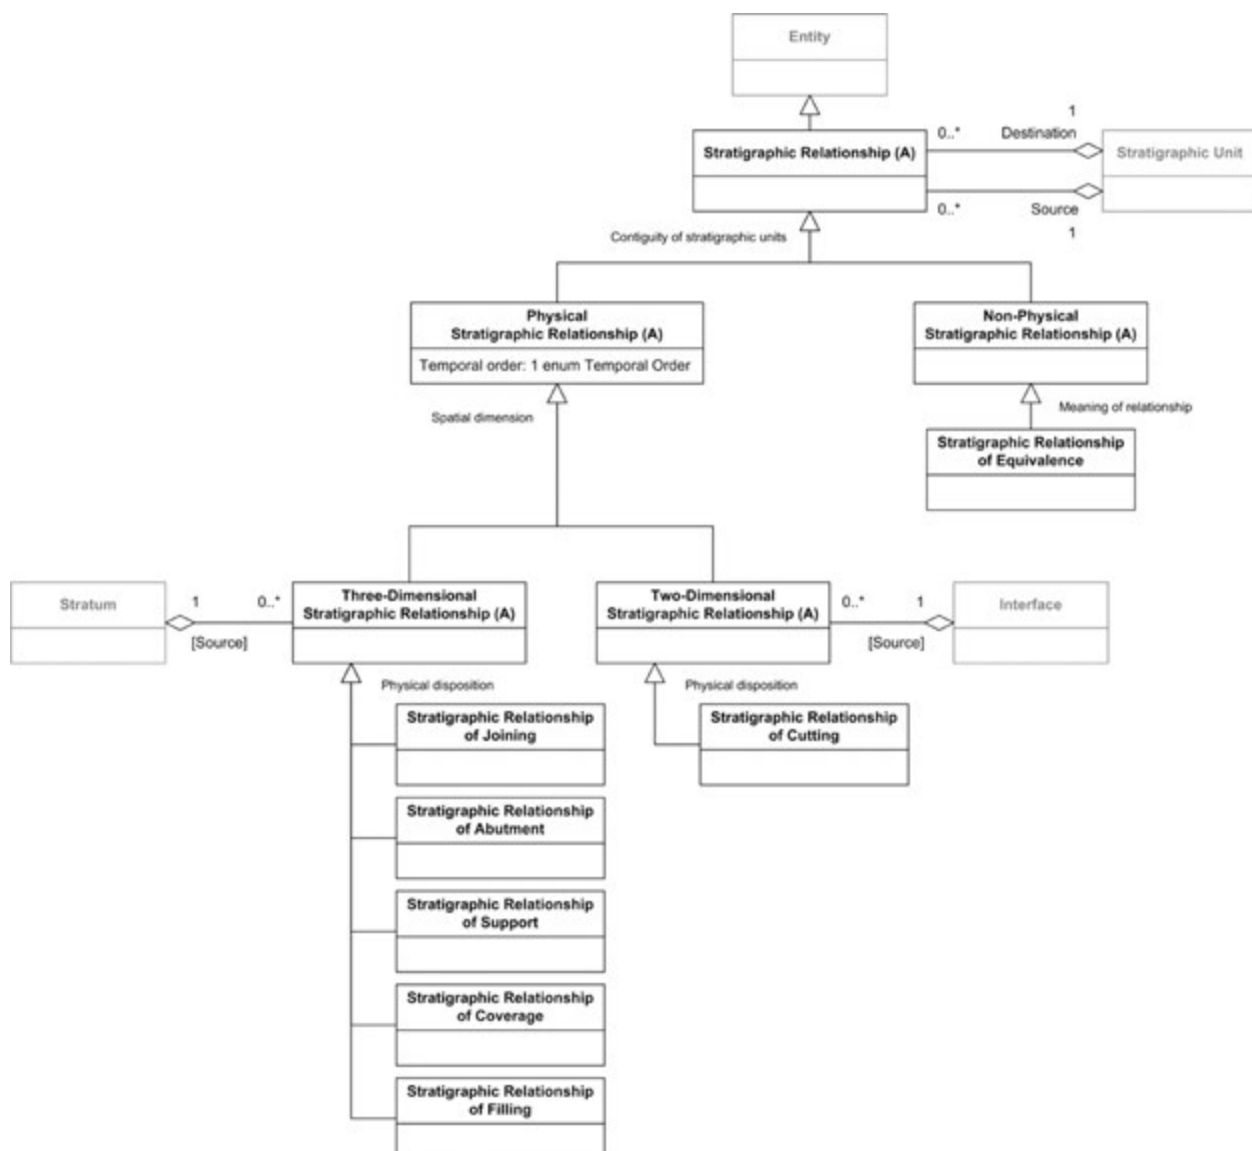 Entity
1
0..*
Destination
Stratigraphic Relationship (A)
Stratigraphic Unit
0..*
Source
1
Contiguity of stratigraphic units
Physical
Stratigraphic Relationship (A)
Temporal order: 1 enum Temporal Order
Non-Physical
Stratigraphic Relationship (A)
Spatial dimension
Meaning of relationship
Stratigraphic Relationship
of Equivalence
Stratum
1
0..*
[Source]
Three-Dimensional
Stratigraphic Relationship (A)
Two-Dimensional
Stratigraphic Relationship (A)
0..*
1
[Source]
Interface
Physical disposition
Physical disposition
Stratigraphic Relationship
of Joining
Stratigraphic Relationship
of Cutting
Stratigraphic Relationship
of Abutment
Stratigraphic Relationship
of Support
Stratigraphic Relationship
of Coverage
Stratigraphic Relationship
of Filling